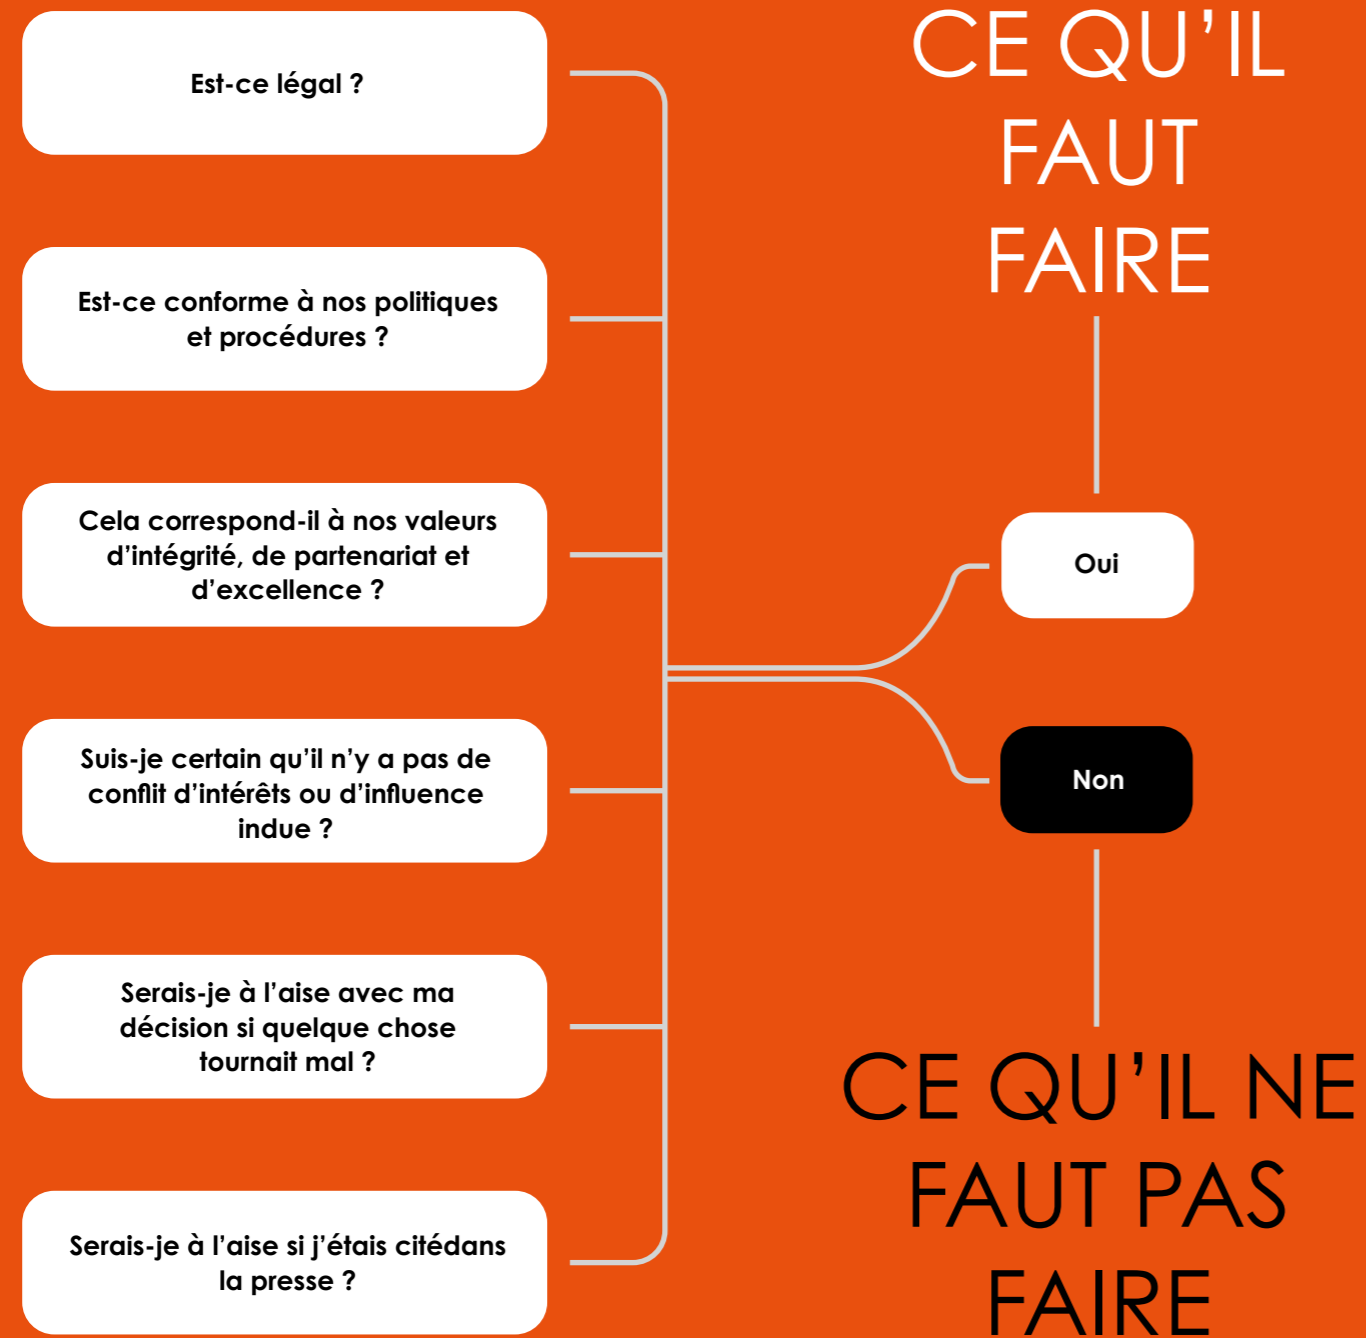 Est-ce légal ?
Est-ce conforme à nos politiques
et procédures ?
Cela correspond-il à nos valeurs
d’intégrité, de partenariat et
d’excellence ?
Suis-je certain qu’il n’y a pas de
conflit d’intérêts ou d’influence
indue ?
Serais-je à l’aise avec ma
décision si quelque chose
tournait mal ?
Serais-je à l’aise si j’étais citédans
la presse ?
CE QU’IL
FAUT
FAIRE
Oui
Non
CE QU’IL NE
FAUT PAS
FAIRE